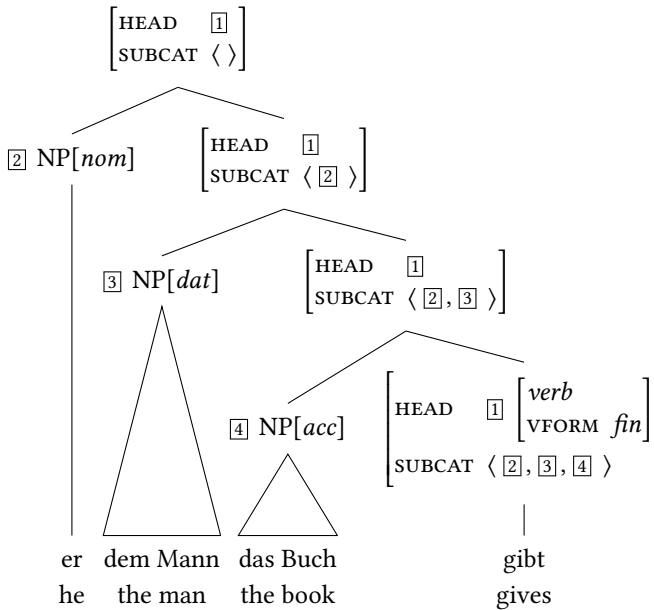 HEAD 1
SUBCAT ⟨ ⟩
2 NP[nom]
HEAD 1
SUBCAT ⟨ 2 ⟩
3 NP[dat]
HEAD 1
SUBCAT ⟨ 2, 3 ⟩
4 NP[acc]
HEAD 1 [verb
VFORM fin]
SUBCAT ⟨ 2, 3, 4 ⟩
er dem Mann das Buch gibt
he the man the book gives